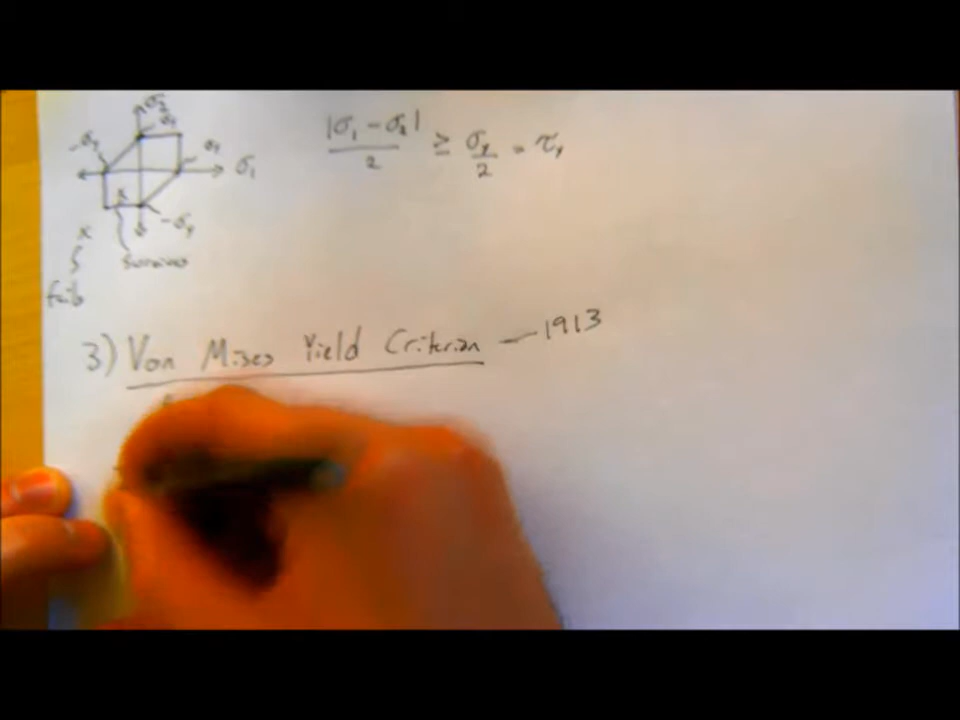 σ₂
σy
-σy
σy
σ₁
x
-σy
x
survive
fails
|σ₁ - σ₂| / 2 ≥ σy / 2 = τy
3) Von Mises Yield Criterion — 1913